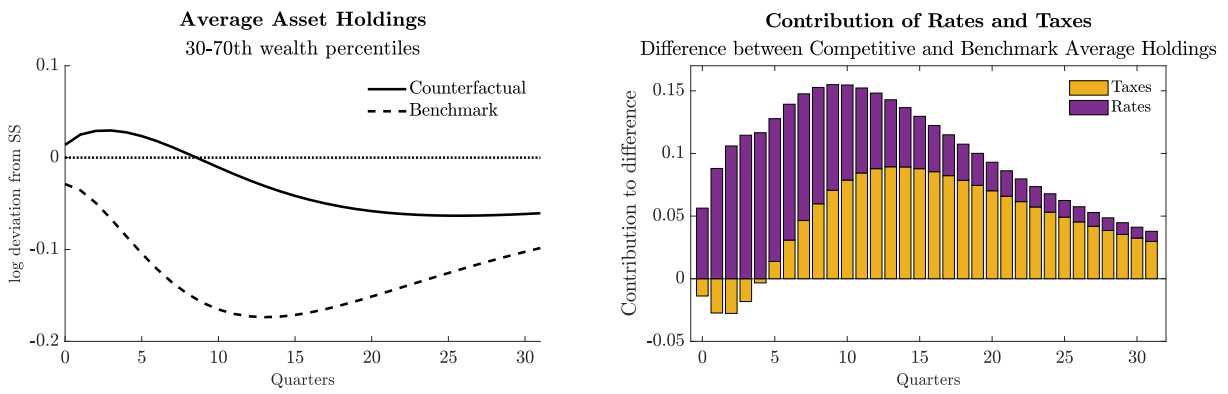 Average Asset Holdings
30-70th wealth percentiles
0.1
0
-0.1
-0.2
log deviation from SS
Counterfactual
Benchmark
0 5 10 15 20 25 30
Quarters
Contribution of Rates and Taxes
Difference between Competitive and Benchmark Average Holdings
0.15
0.1
0.05
0
-0.05
Contribution to difference
Taxes
Rates
0 5 10 15 20 25 30
Quarters